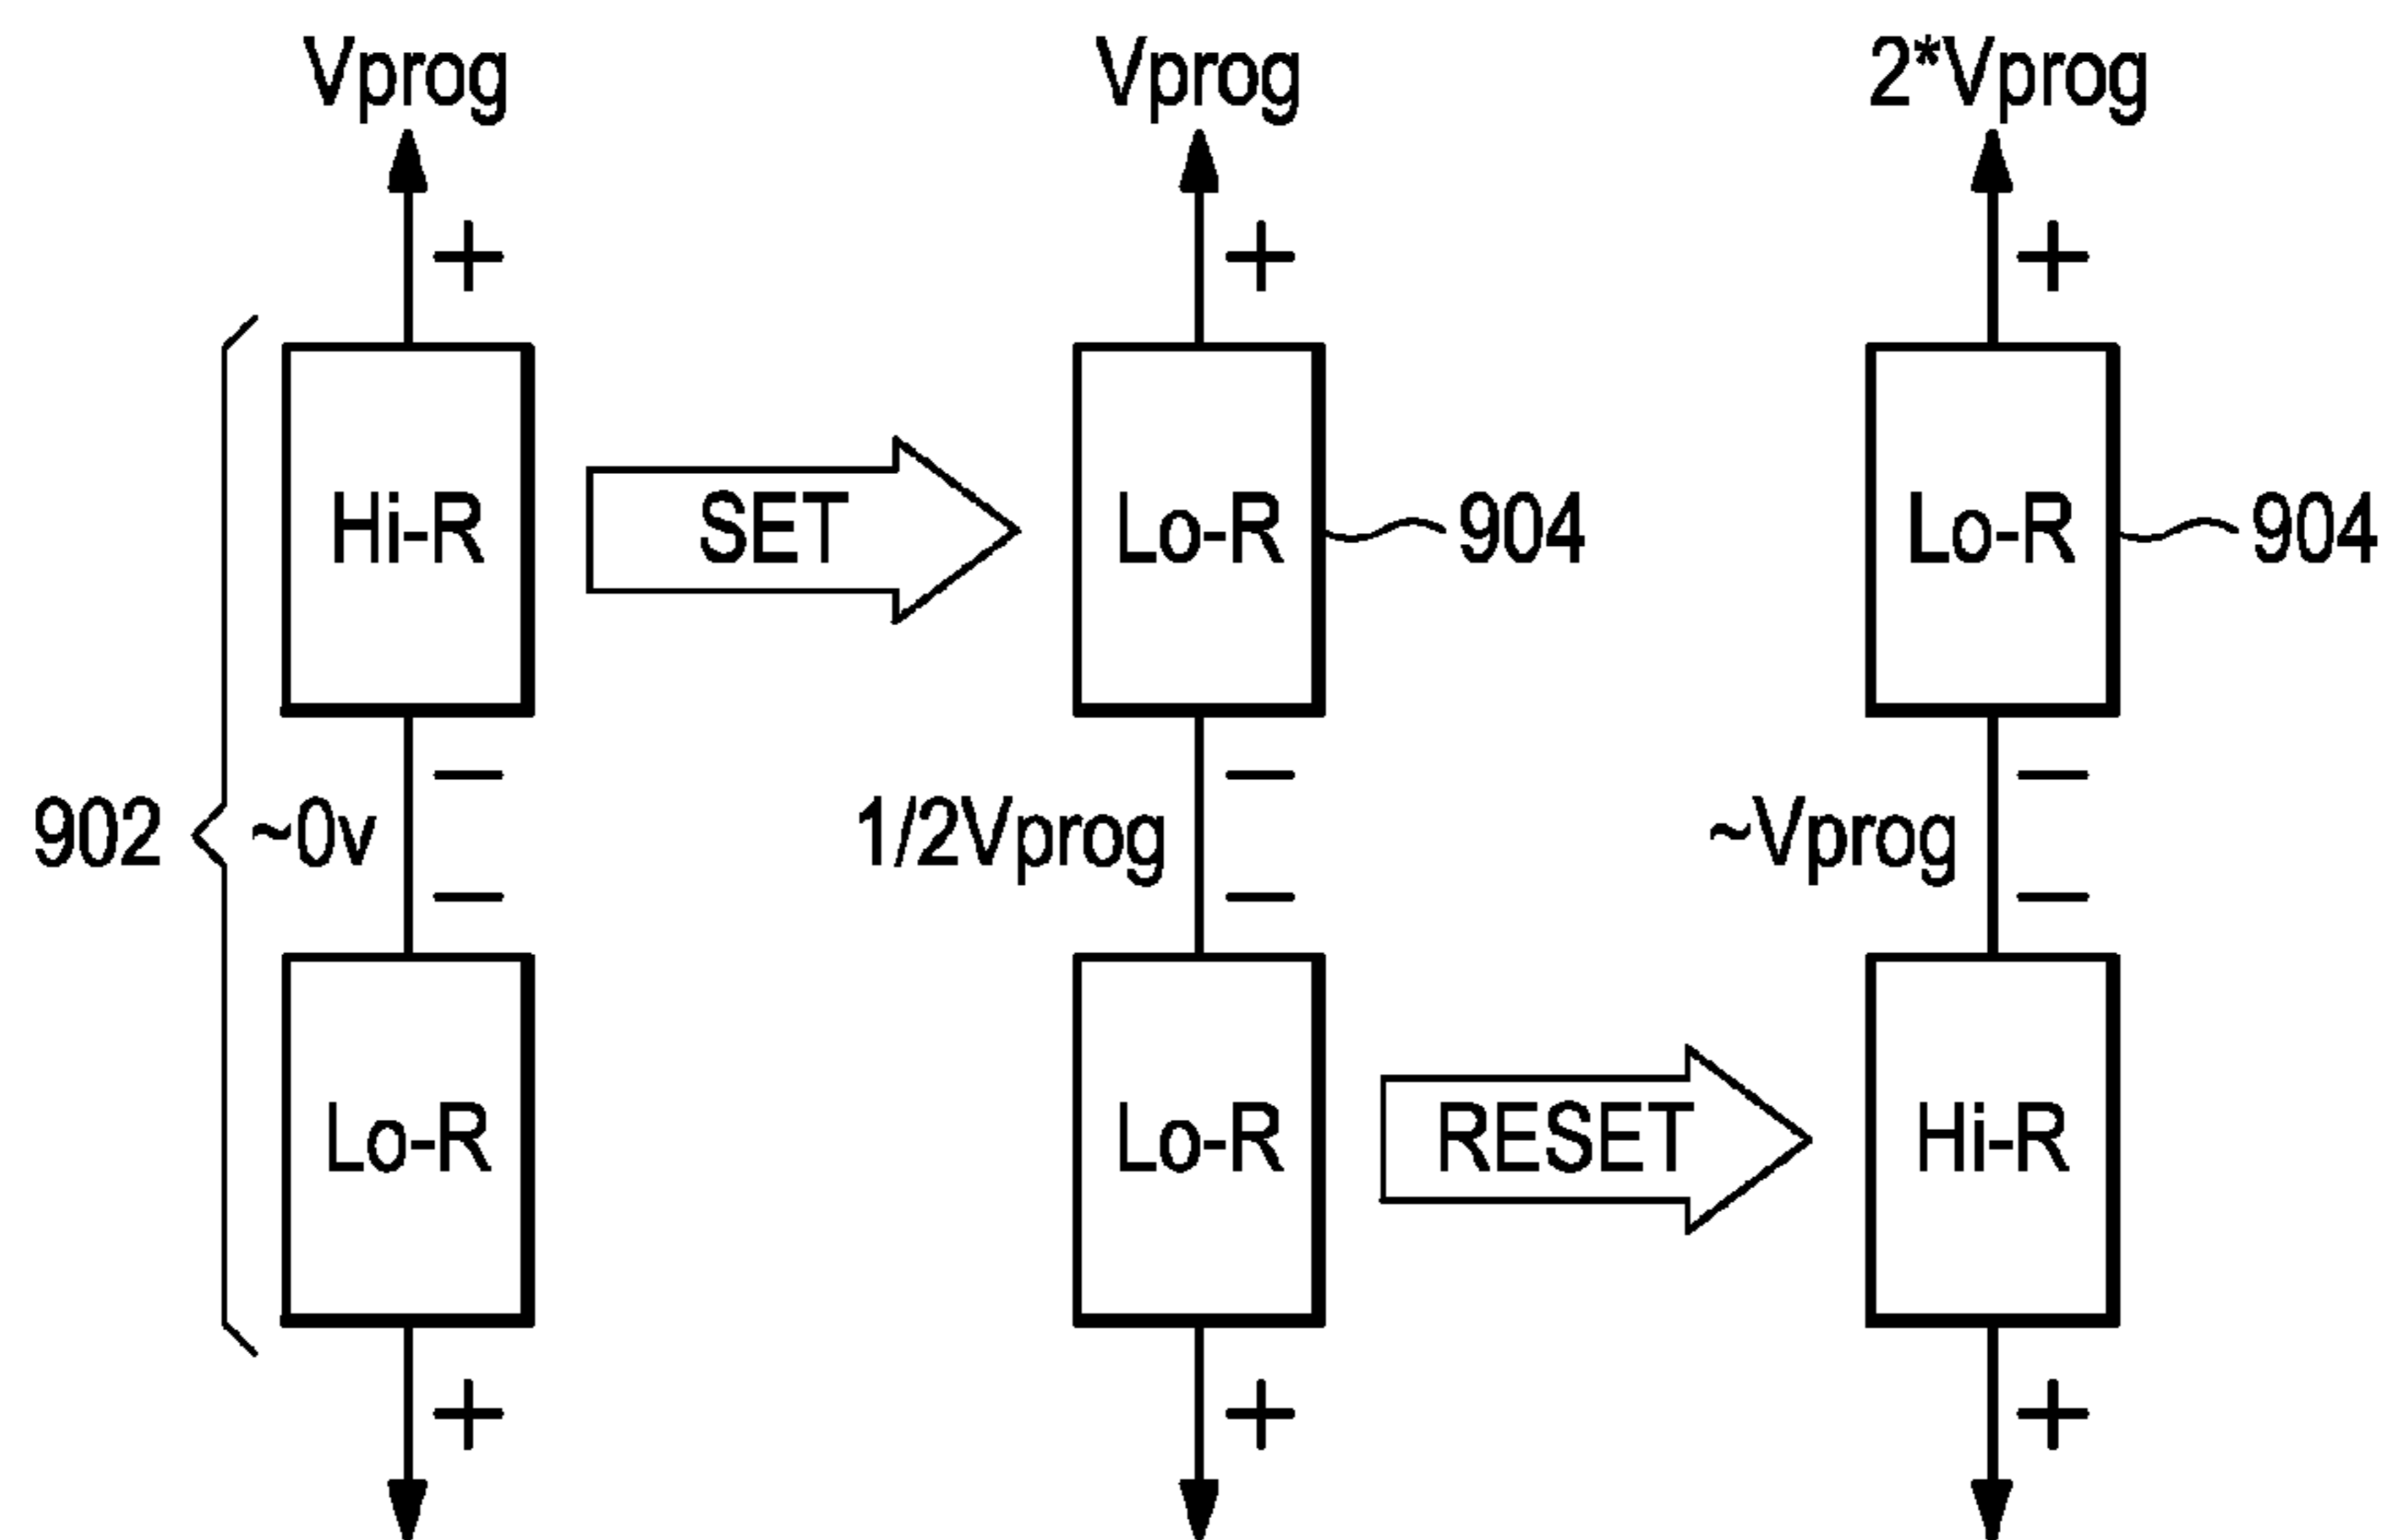 Vprog
Vprog
2*Vprog
+
+
+
Hi-R
SET
Lo-R
904
Lo-R
904
−
−
−
902
~0v
1/2Vprog
~Vprog
−
−
−
Lo-R
Lo-R
RESET
Hi-R
+
+
+